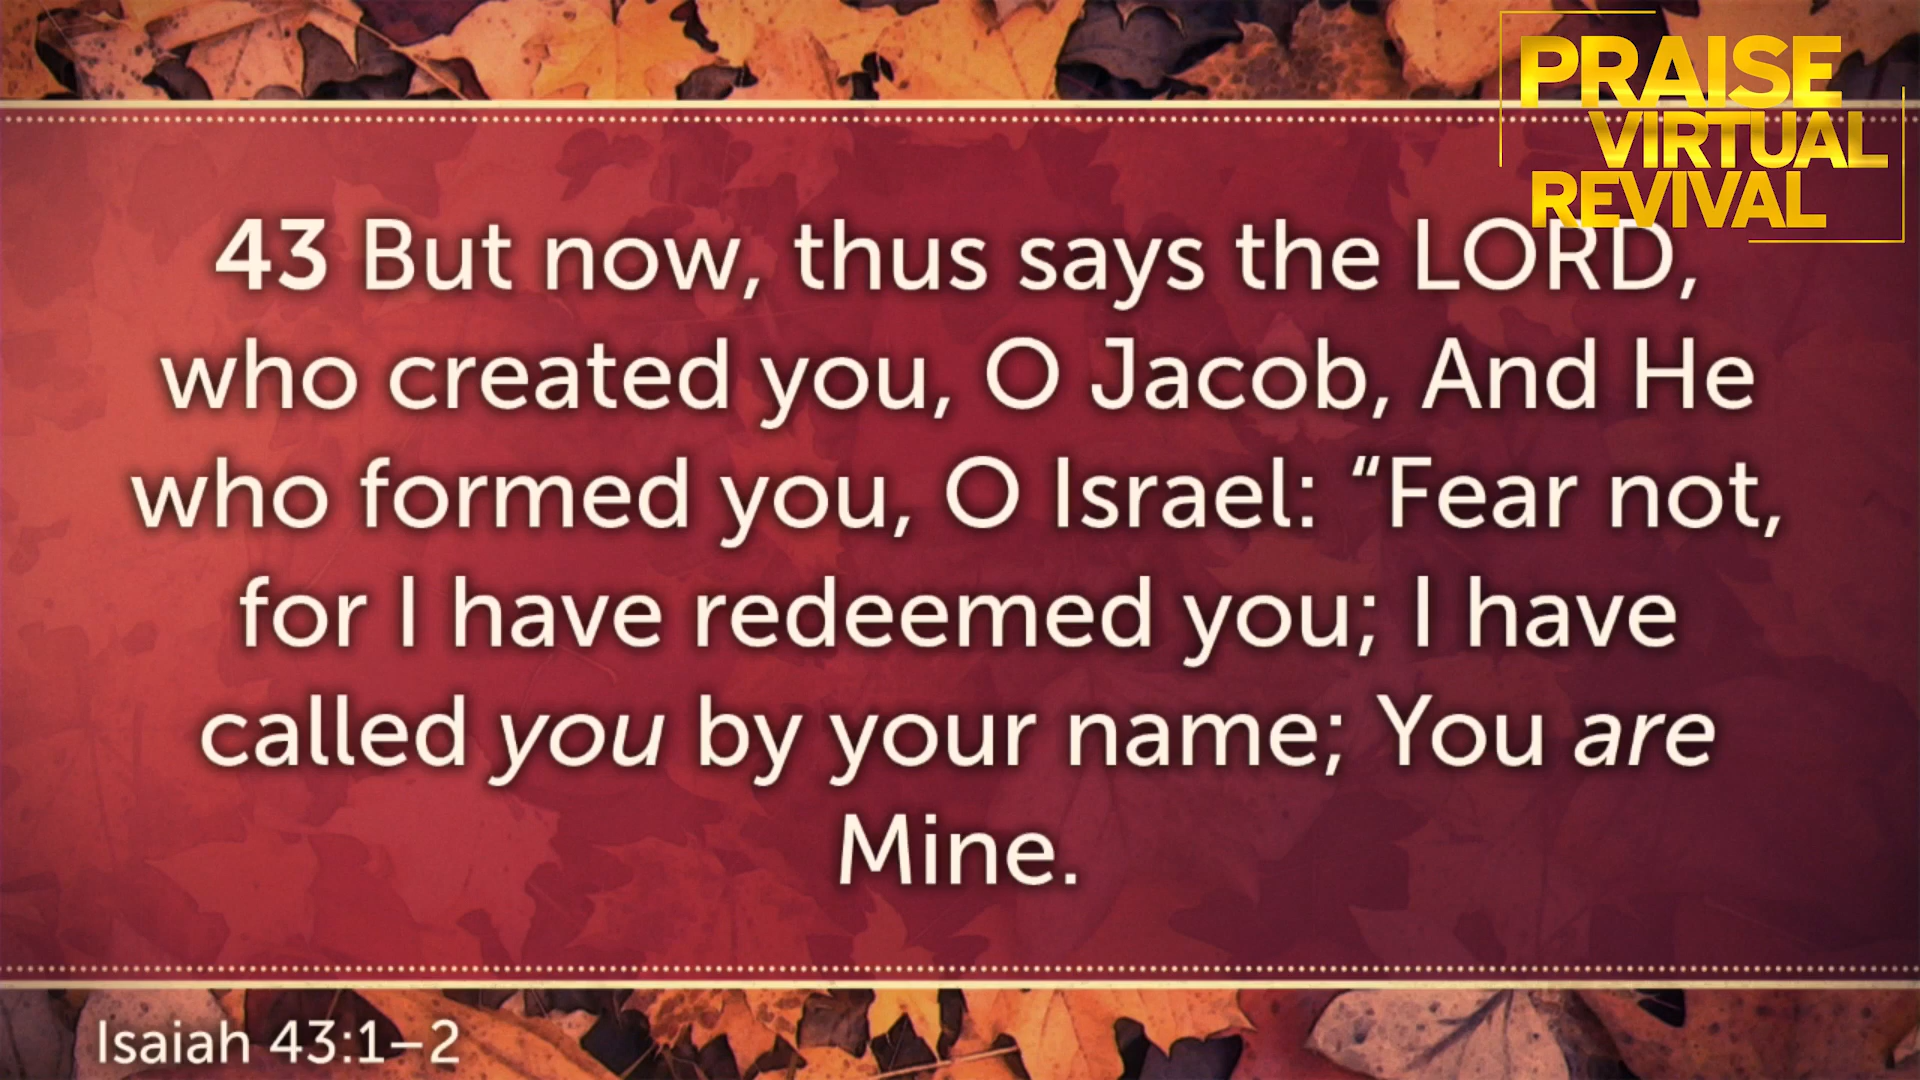 PRAISE
VIRTUAL
REVIVAL
43 But now, thus says the LORD,
who created you, O Jacob, And He
who formed you, O Israel: “Fear not,
for I have redeemed you; I have
called you by your name; You are
Mine.
Isaiah 43:1–2